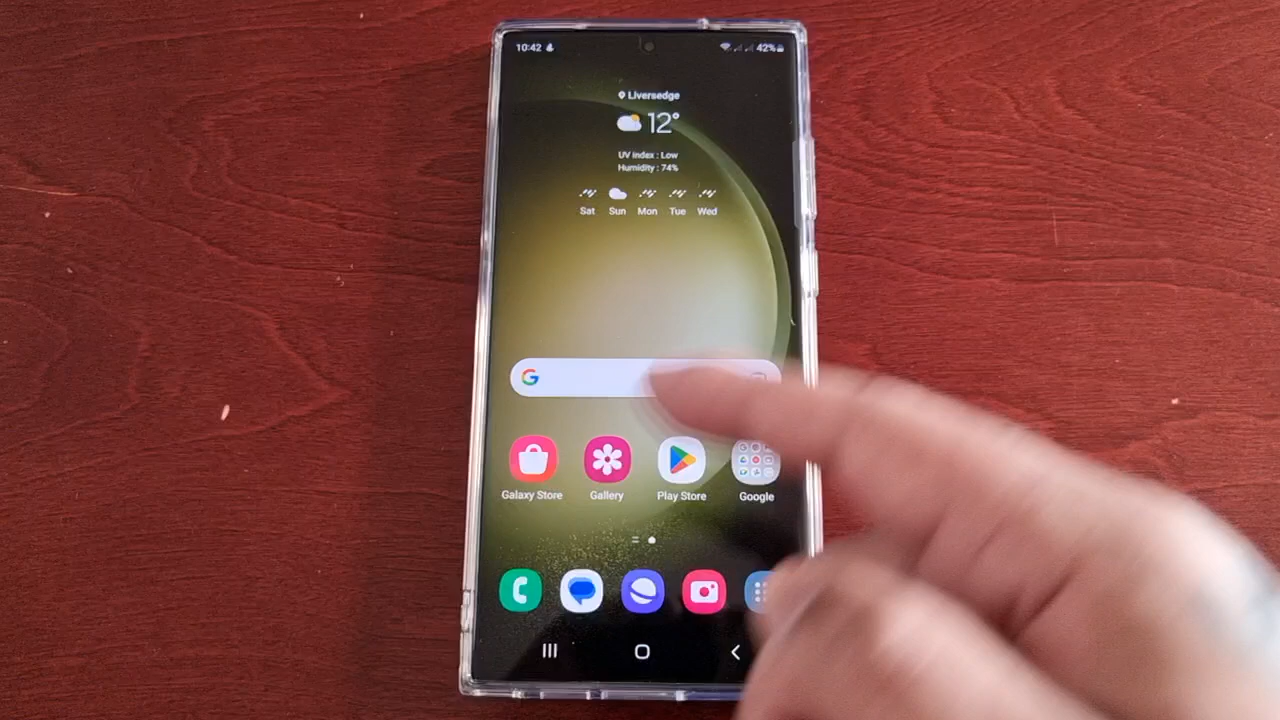 10:42 42%
Liversedge
12°
UV index : Low
Humidity : 74%
Sat Sun Mon Tue Wed
G
Galaxy Store Gallery Play Store Google